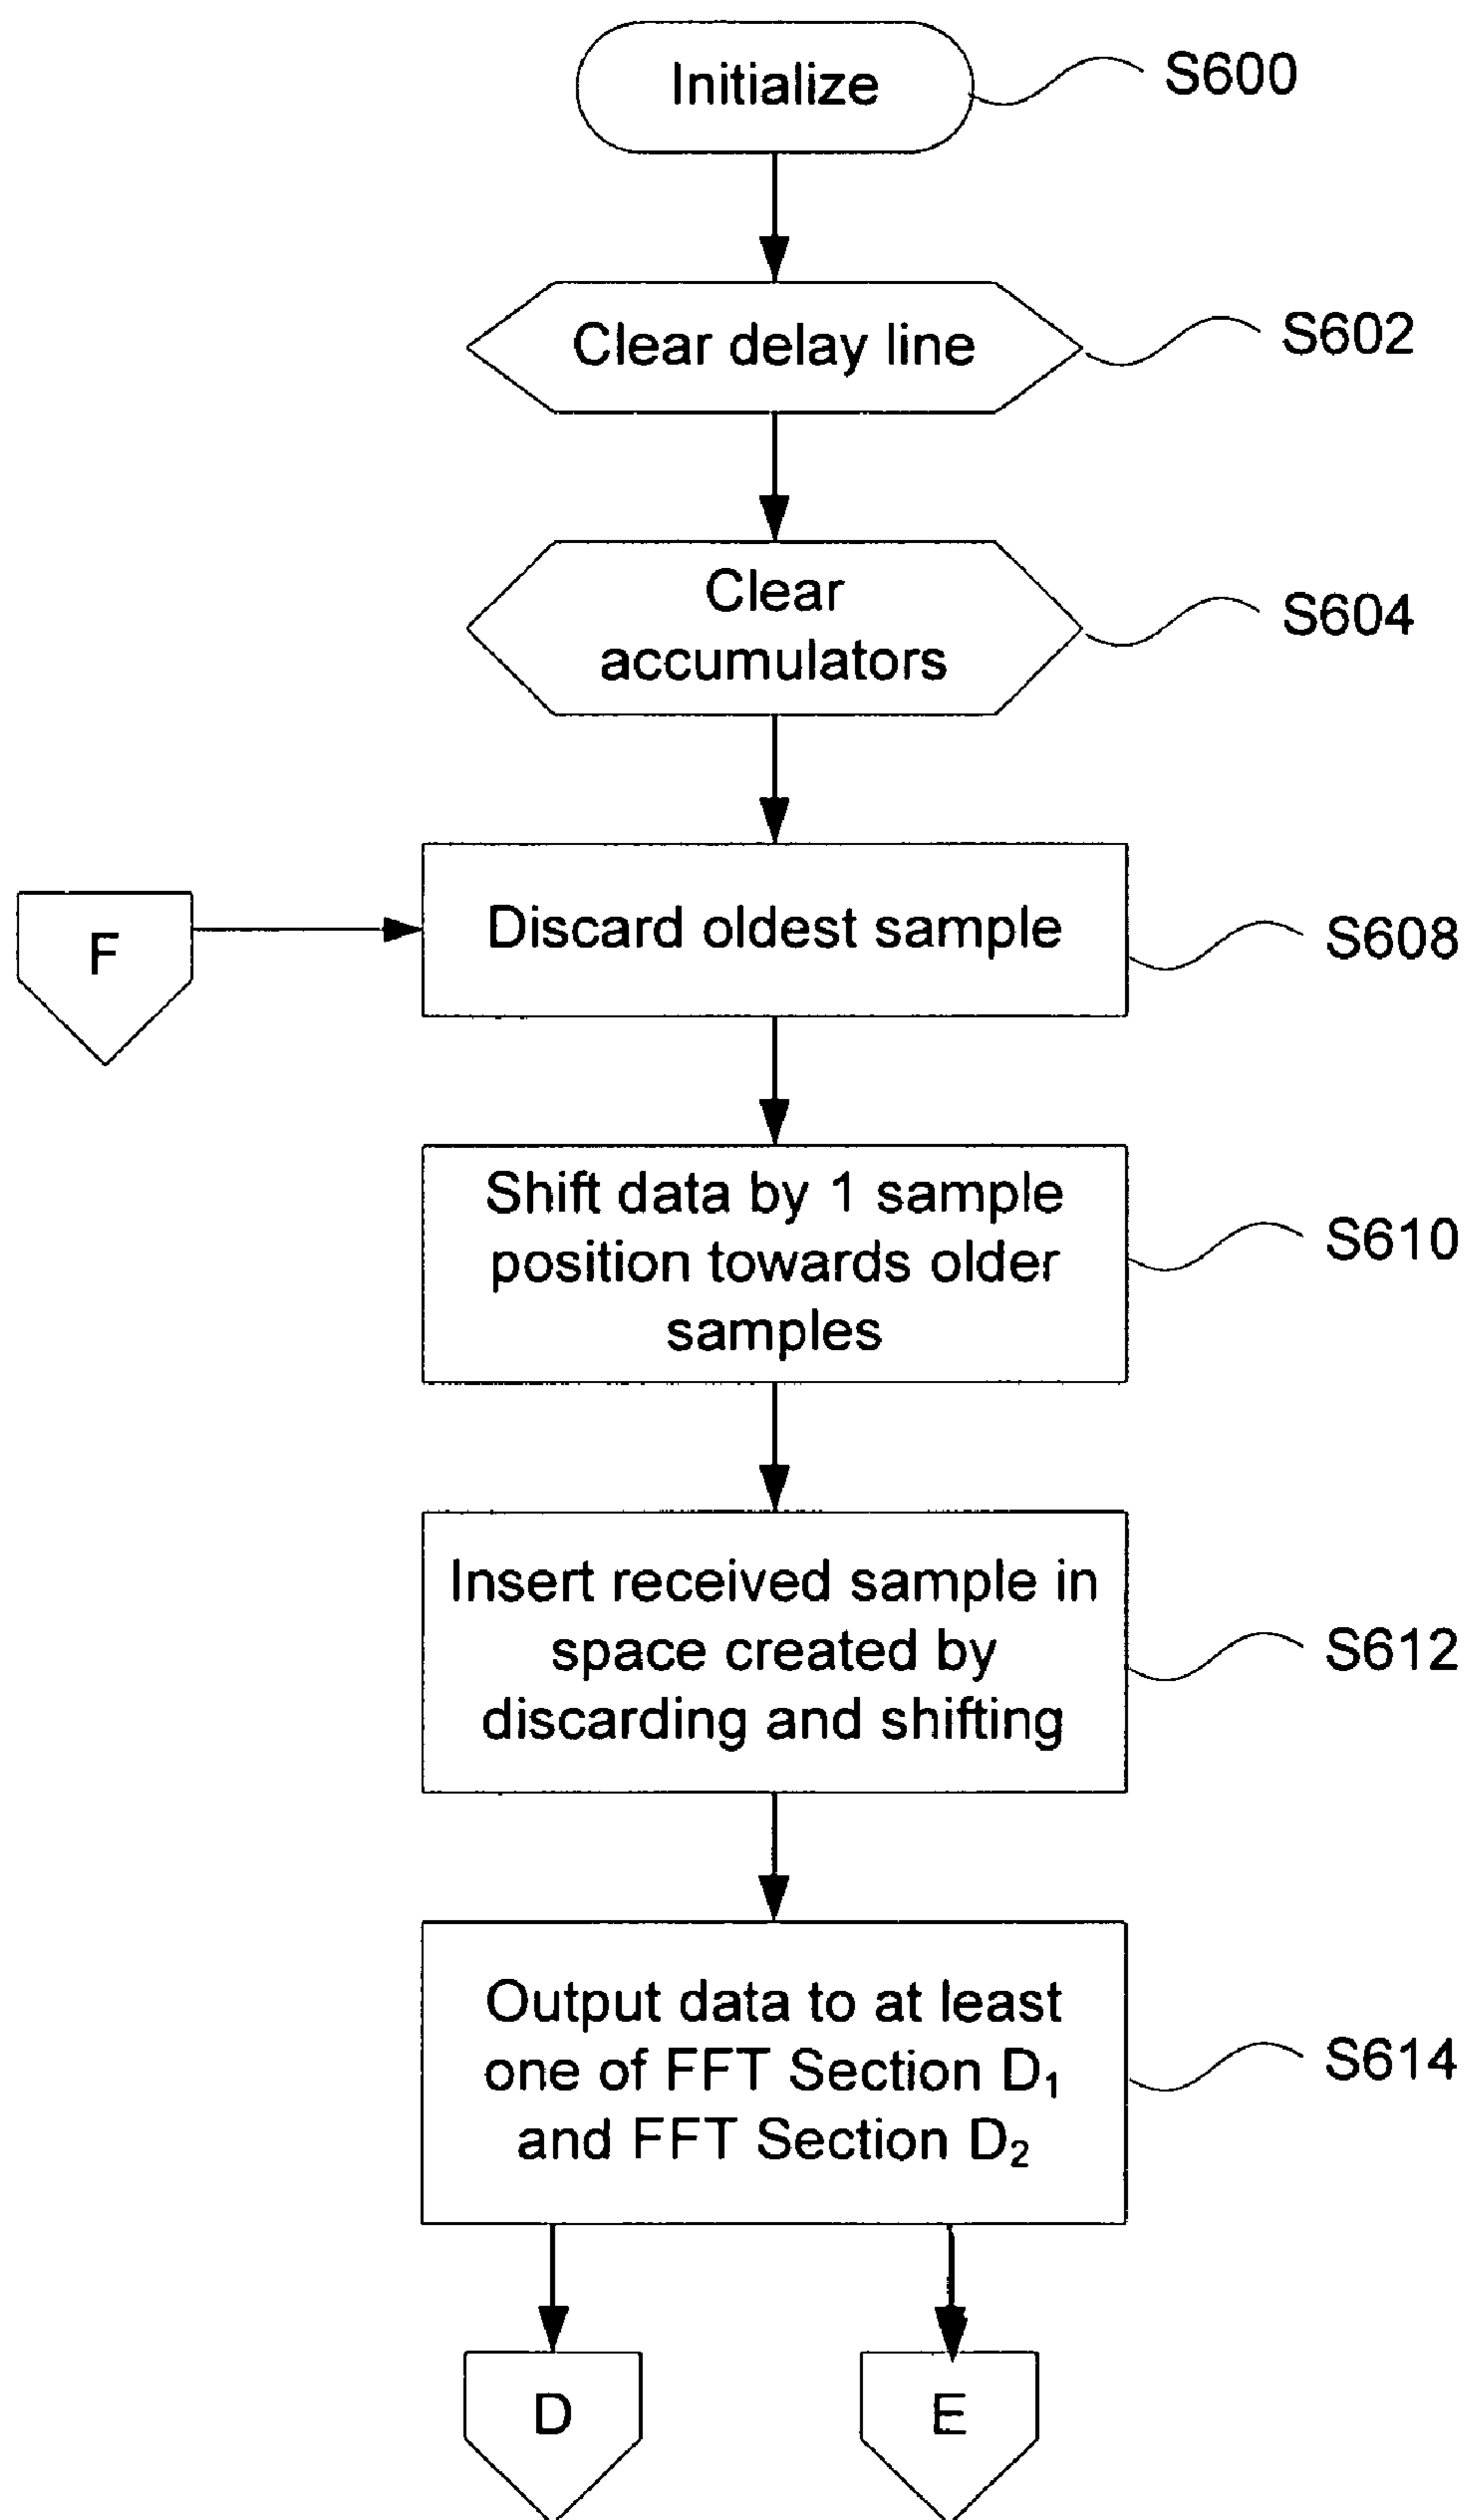 Initialize
S600
Clear delay line
S602
Clear
accumulators
S604
F
Discard oldest sample
S608
Shift data by 1 sample
position towards older
samples
S610
Insert received sample in
space created by
discarding and shifting
S612
Output data to at least
one of FFT Section D₁
and FFT Section D₂
S614
D
E